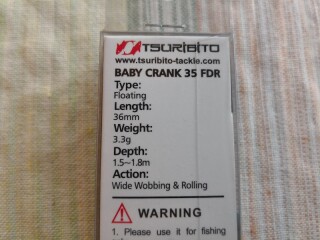 TSURIBITO
www.tsuribito-tackle.com
BABY CRANK 35 FDR
Type:
Floating
Length:
36mm
Weight:
3.3g
Depth:
1.5~1.8m
Action:
Wide Wobbing & Rolling
WARNING
1. Please use it for fishing